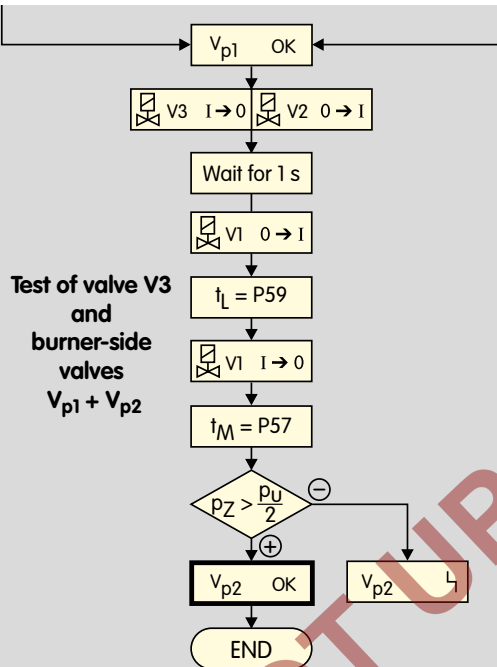 Vp1 OK
V3 I → 0 V2 0 → I
Wait for 1 s
V1 0 → I
Test of valve V3
and
burner-side
valves
Vp1 + Vp2
tL = P59
V1 I → 0
tM = P57
pZ > pu/2
−
+
Vp2 OK
Vp2
END